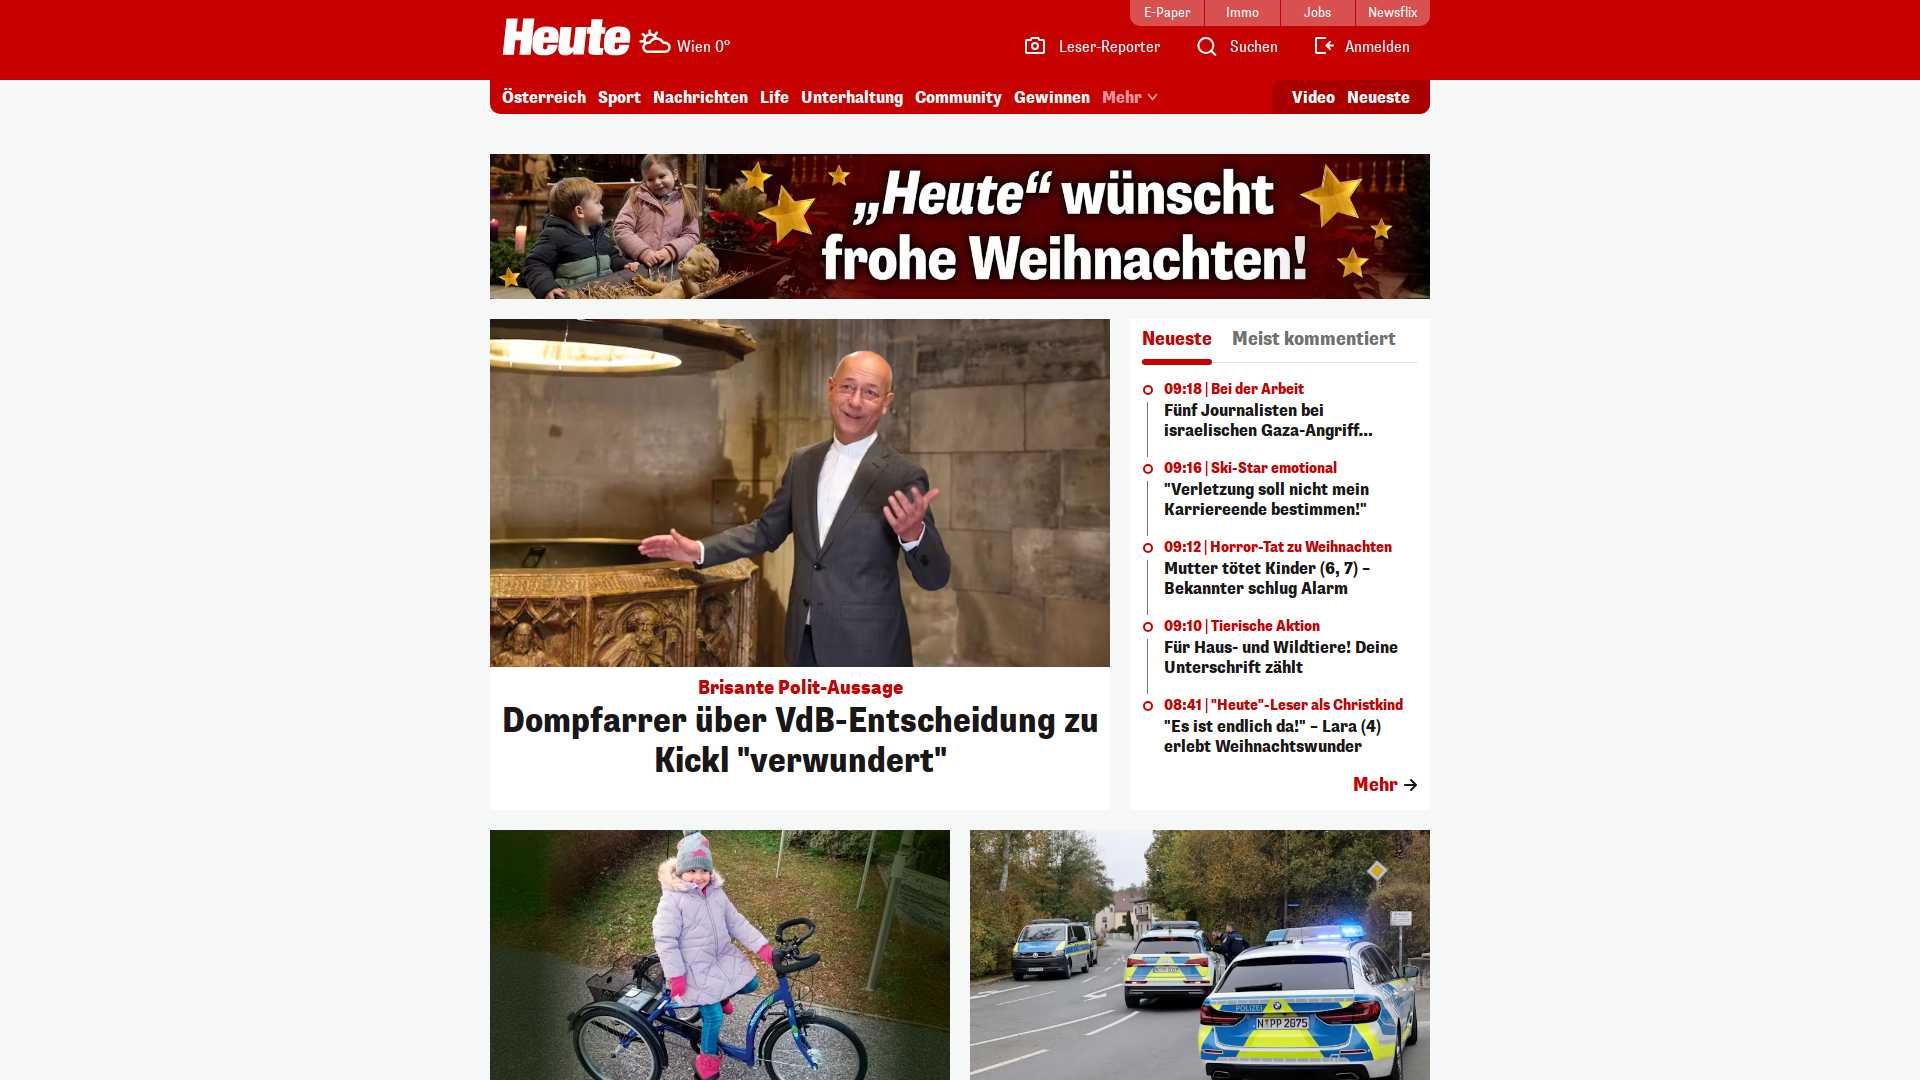 E-Paper
Immo
Jobs
Newsflix
Heute
Wien 0°
Leser-Reporter
Suchen
Anmelden
Österreich
Sport
Nachrichten
Life
Unterhaltung
Community
Gewinnen
Mehr
Video
Neueste
„Heute“ wünscht
frohe Weihnachten!
Brisante Polit-Aussage
Dompfarrer über VdB-Entscheidung zu
Kickl "verwundert"
Neueste
Meist kommentiert
09:18 | Bei der Arbeit
Fünf Journalisten bei
israelischen Gaza-Angriff...
09:16 | Ski-Star emotional
"Verletzung soll nicht mein
Karriereende bestimmen!"
09:12 | Horror-Tat zu Weihnachten
Mutter tötet Kinder (6, 7) –
Bekannter schlug Alarm
09:10 | Tierische Aktion
Für Haus- und Wildtiere! Deine
Unterschrift zählt
08:41 | "Heute"-Leser als Christkind
"Es ist endlich da!" – Lara (4)
erlebt Weihnachtswunder
Mehr
POLIZEI
N PP 2875